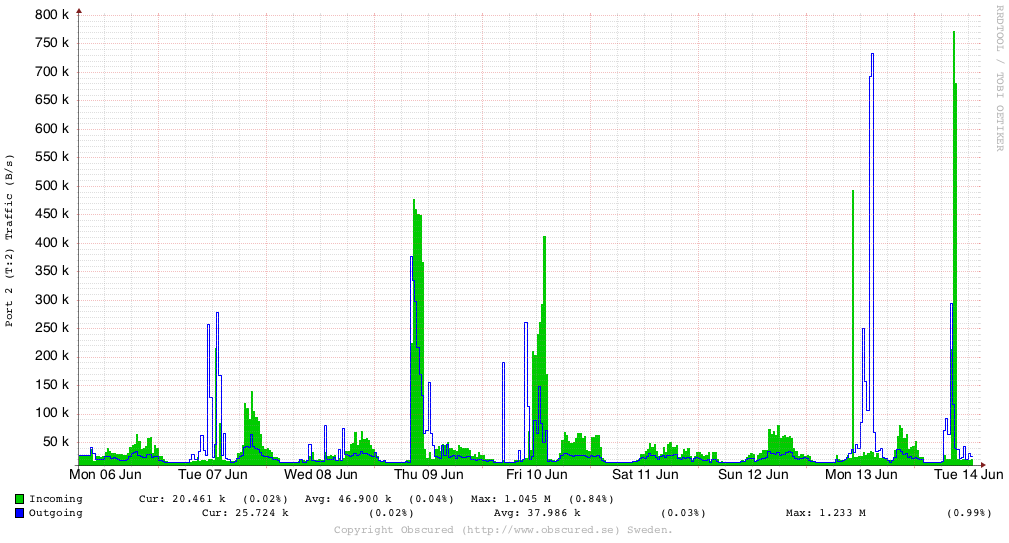 800 k
750 k
700 k
650 k
600 k
550 k
500 k
450 k
400 k
350 k
300 k
250 k
200 k
150 k
100 k
50 k
Port 2 (T:2) Traffic (B/s)
RRDTOOL / TOBI OETIKER
Mon 06 Jun Tue 07 Jun Wed 08 Jun Thu 09 Jun Fri 10 Jun Sat 11 Jun Sun 12 Jun Mon 13 Jun Tue 14 Jun
Incoming Cur: 20.461 k (0.02%) Avg: 46.900 k (0.04%) Max: 1.045 M (0.84%)
Outgoing Cur: 25.724 k (0.02%) Avg: 37.986 k (0.03%) Max: 1.233 M (0.99%)
Copyright Obscured (http://www.obscured.se) Sweden.